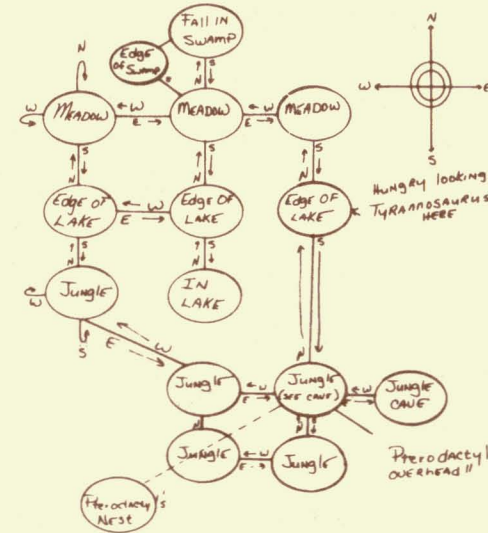 FALL IN
SWAMP
Edge
of Swamp
N
S
N
N
W
MEADOW
W
E
MEADOW
W
E
MEADOW
W
E
S
S
N
S
N
S
N
S
Edge of
LAKE
W
E
Edge of
LAKE
Edge of
LAKE
HUNGRY LOOKING
TYRANNOSAURUS
HERE
S
N
S
N
S
JUNGLE
W
S
IN
LAKE
W
E
N
JUNGLE
W
E
JUNGLE
(SEE CAVE)
W
E
JUNGLE
CAVE
N
JUNGLE
W
E
JUNGLE
Pterodactyl
OVERHEAD!!
Pterodactyl's
NEST